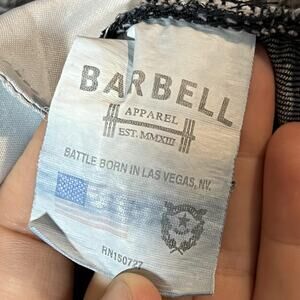 BARBELL
APPAREL
EST. MMXIII
BATTLE BORN IN LAS VEGAS, NV.
RN150727